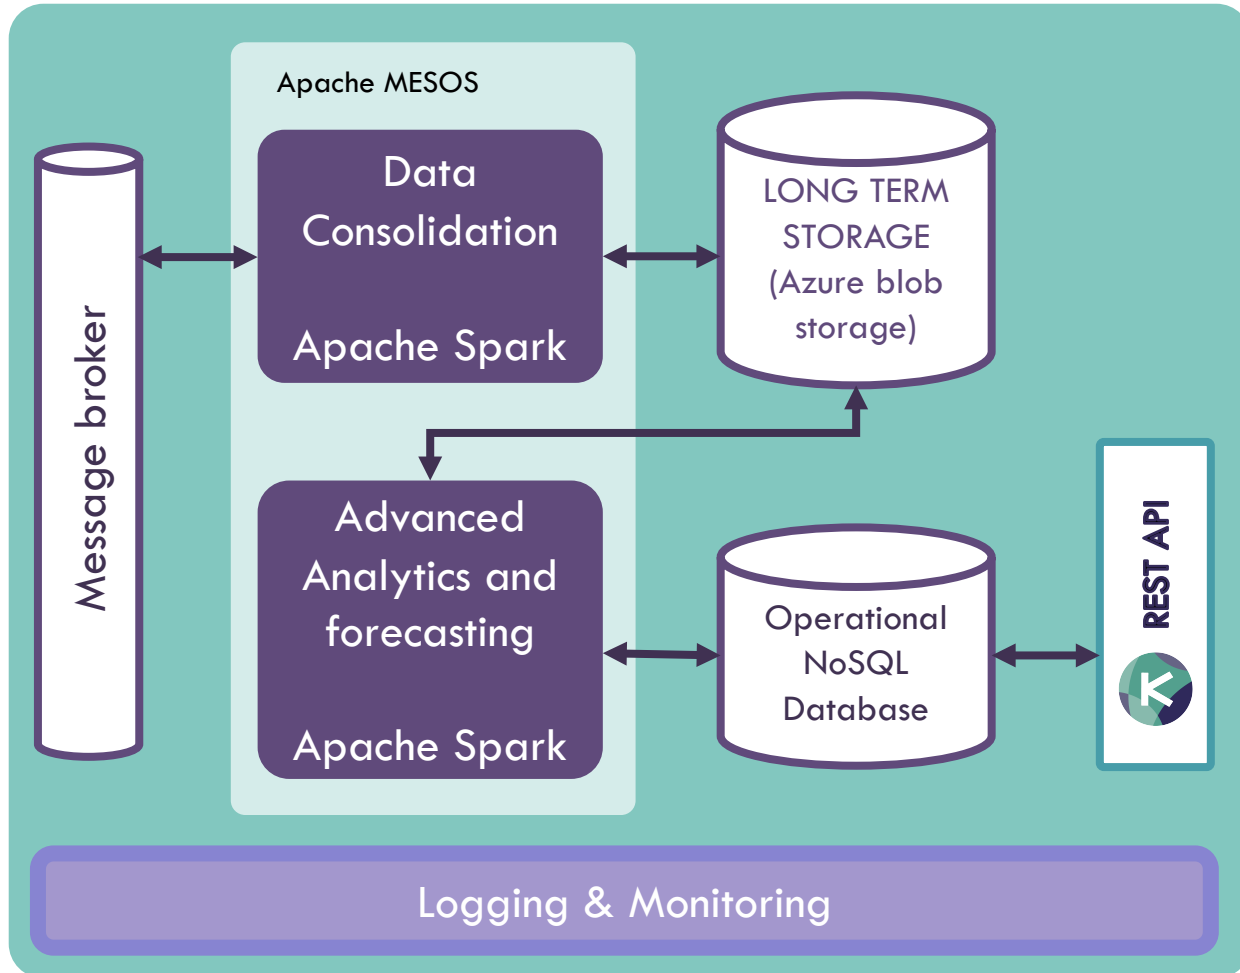 Apache MESOS
Message broker
Data
Consolidation
Apache Spark
LONG TERM
STORAGE
(Azure blob
storage)
Advanced
Analytics and
forecasting
Apache Spark
Operational
NoSQL
Database
REST API
K
Logging & Monitoring